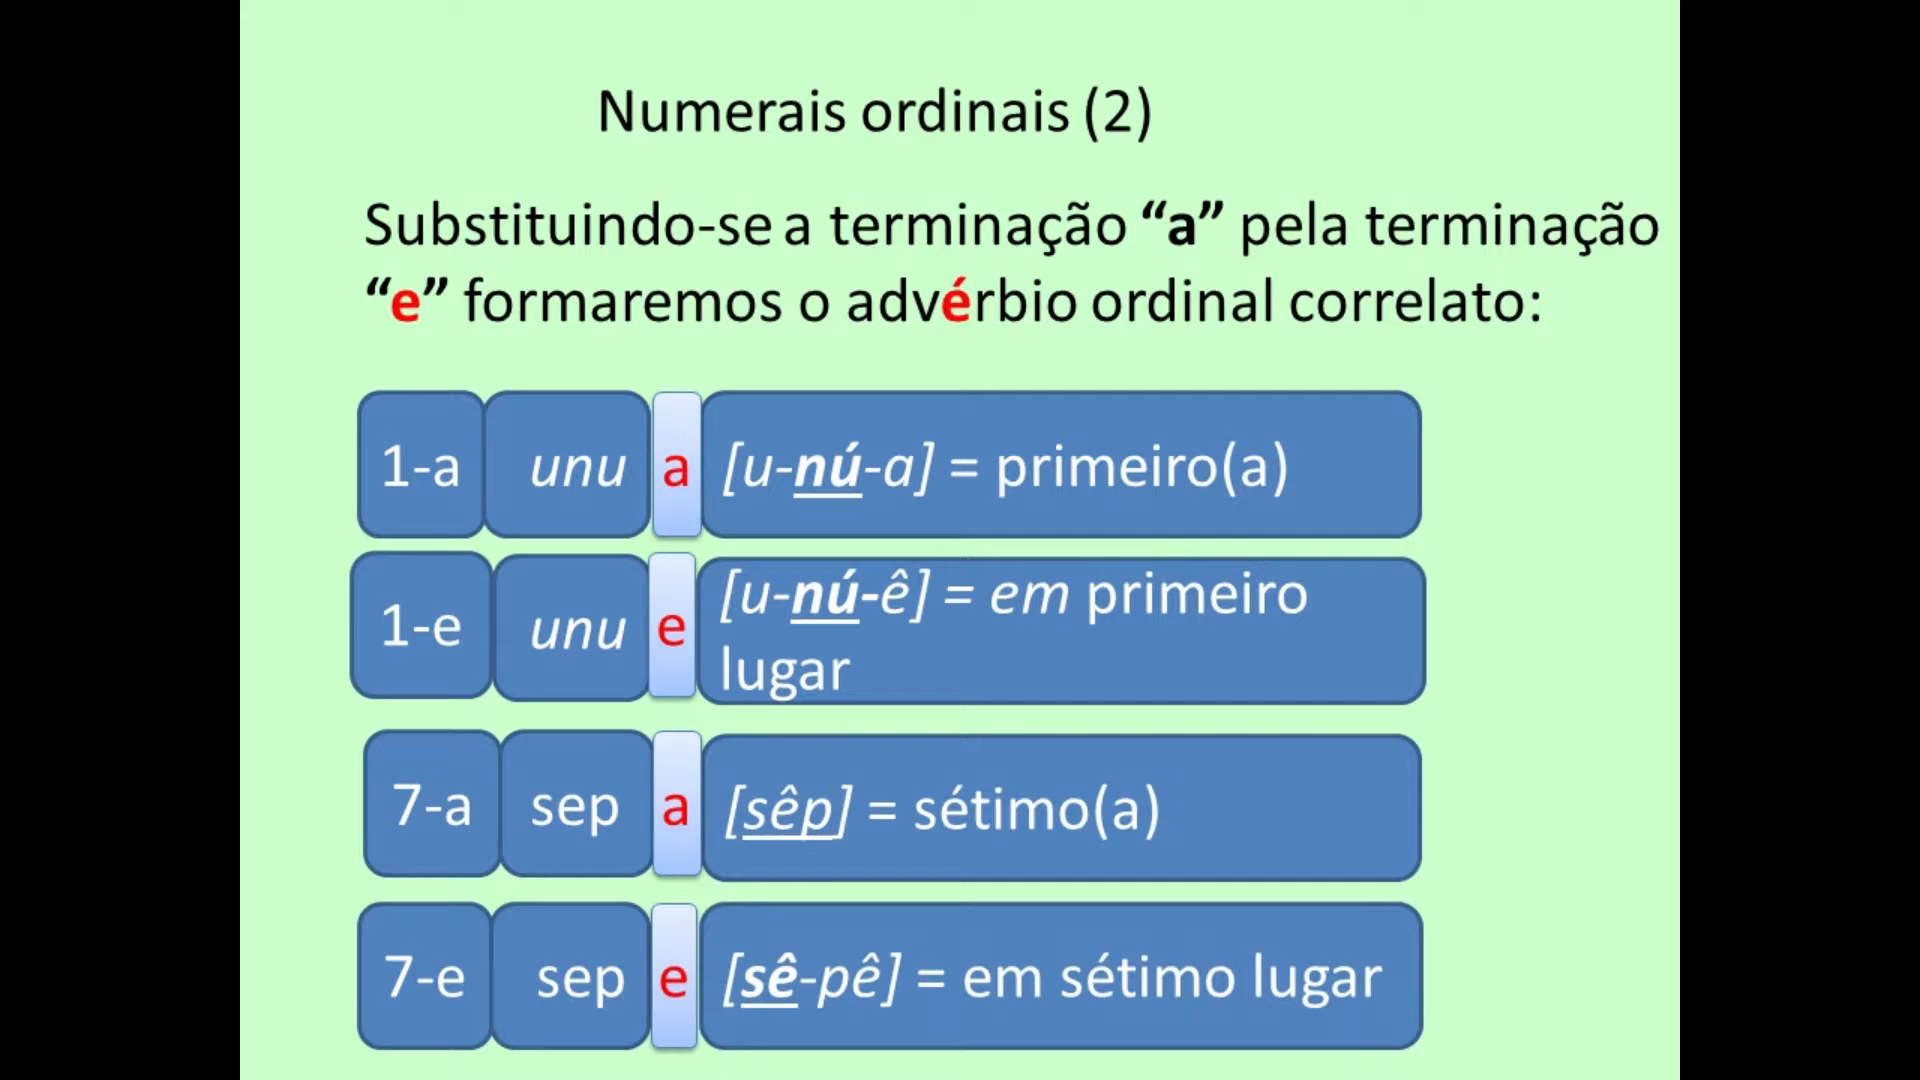 Numerais ordinais (2)
Substituindo-se a terminação “a” pela terminação
“e” formaremos o advérbio ordinal correlato:
1-a unu a [u-nú-a] = primeiro(a)
1-e unu e [u-nú-ê] = em primeiro
lugar
7-a sep a [sêp] = sétimo(a)
7-e sep e [sê-pê] = em sétimo lugar